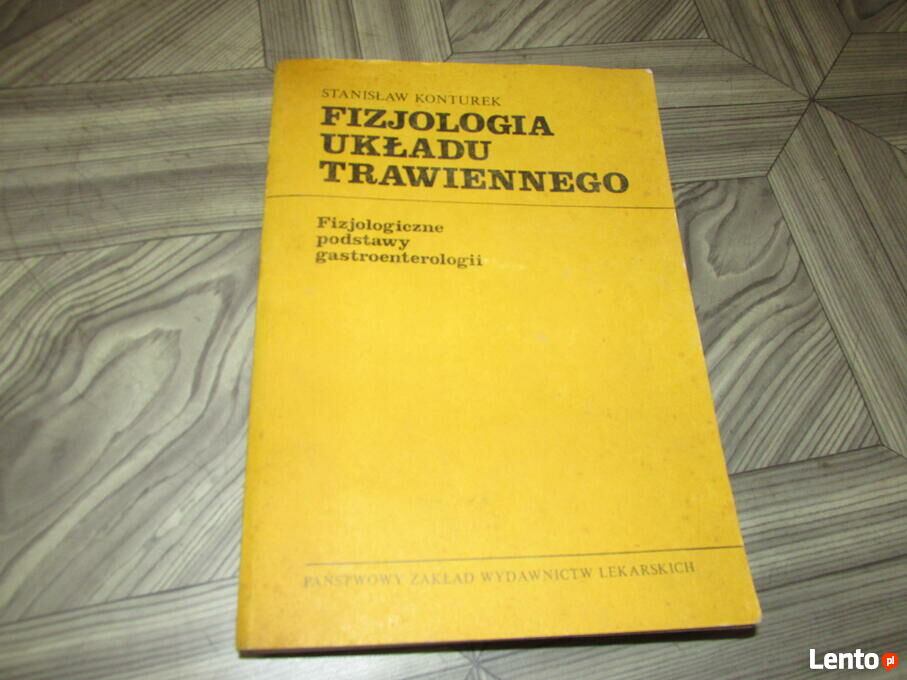 STANISŁAW KONTUREK
FIZJOLOGIA
UKŁADU
TRAWIENNEGO
Fizjologiczne
podstawy
gastroenterologii
PAŃSTWOWY ZAKŁAD WYDAWNICTW LEKARSKICH
Lento pl